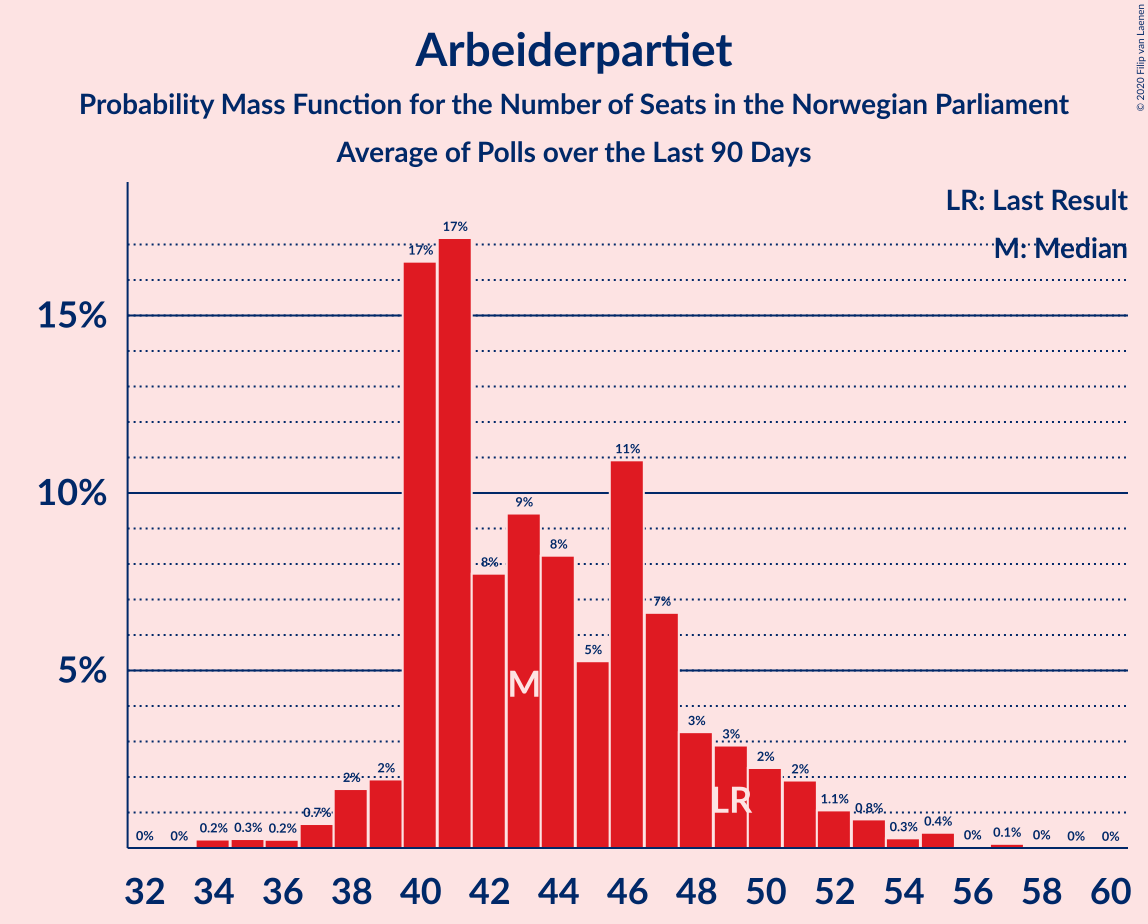 Arbeiderpartiet
Probability Mass Function for the Number of Seats in the Norwegian Parliament
Average of Polls over the Last 90 Days
© 2020 Filip van Laenen
LR: Last Result
M: Median
15%
10%
5%
0% 0% 0.2% 0.3% 0.2% 0.7% 2% 2% 17% 17% 8% 9% 8% 5% 11% 7% 3% 3% 2% 2% 1.1% 0.8% 0.3% 0.4% 0% 0.1% 0% 0% 0%
M
LR
32 34 36 38 40 42 44 46 48 50 52 54 56 58 60